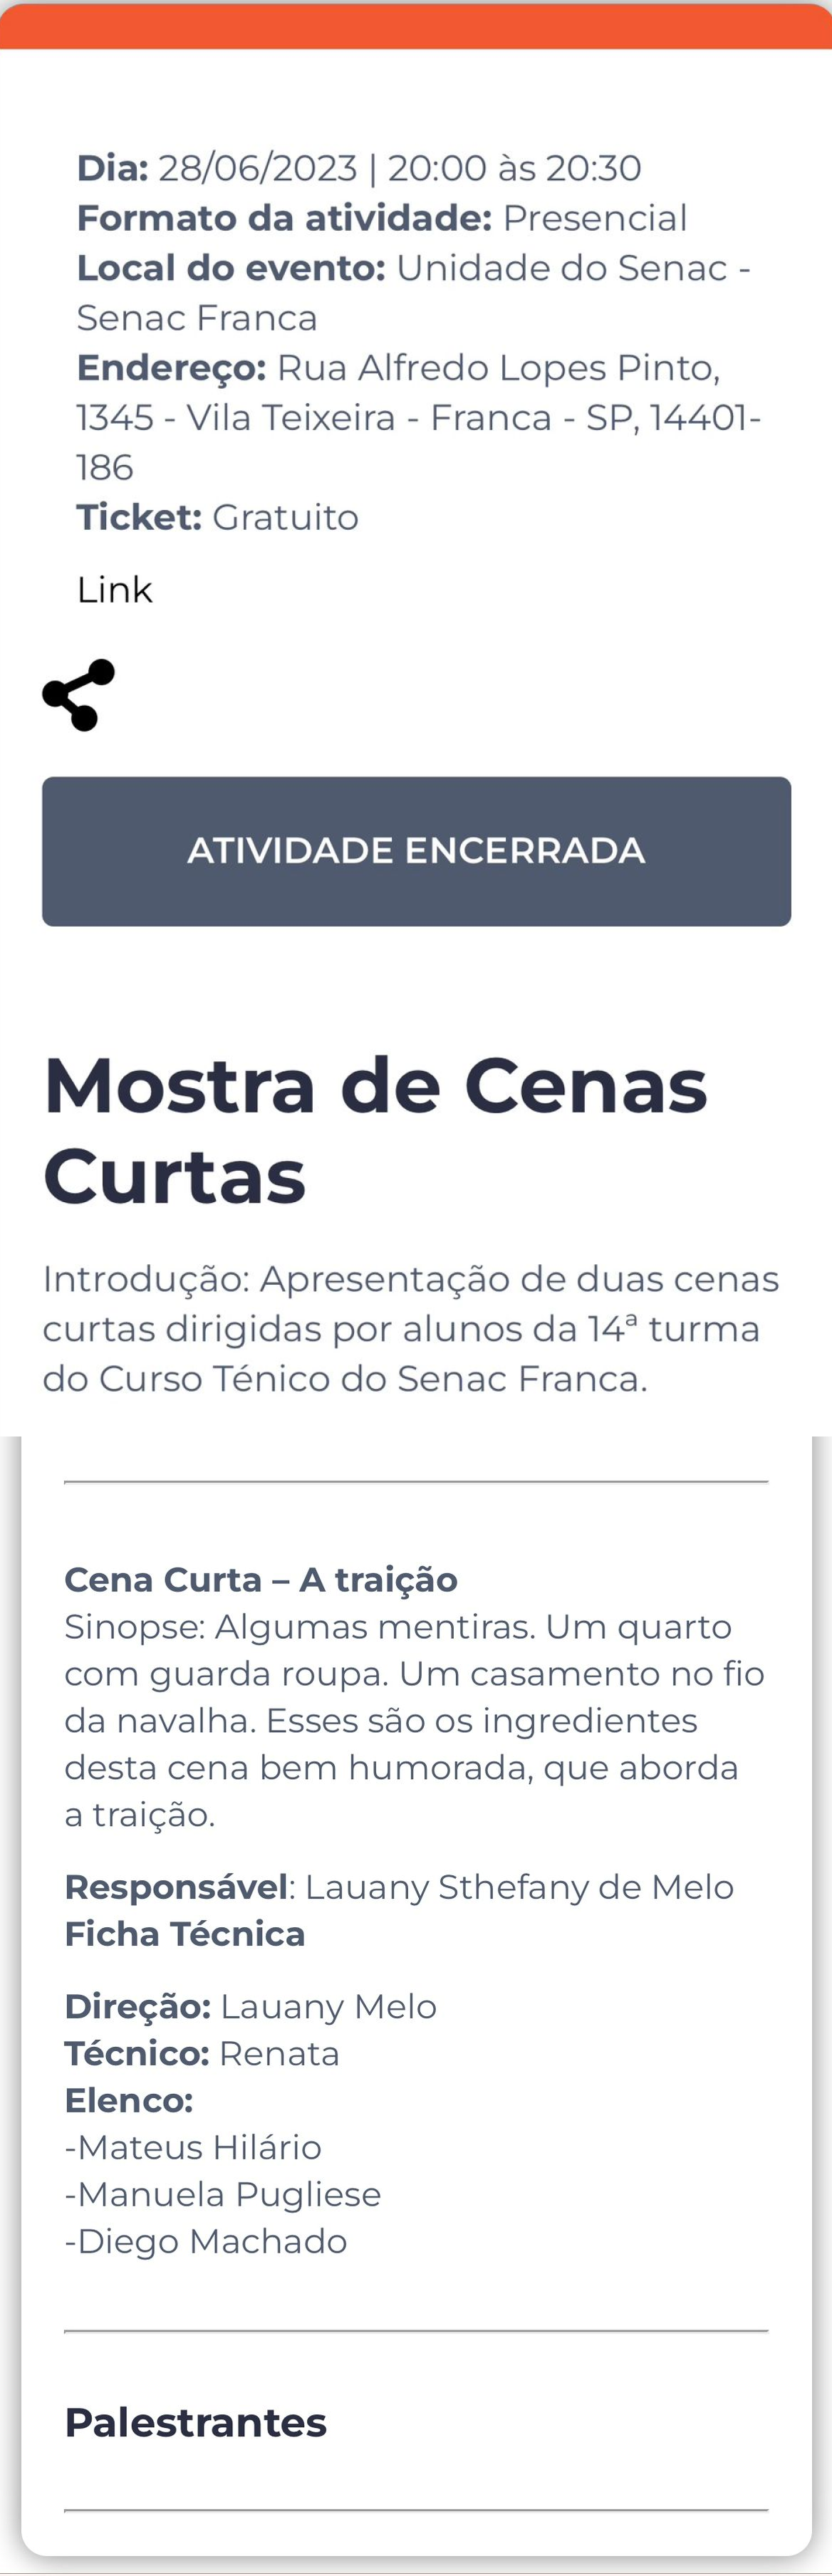 Dia: 28/06/2023 | 20:00 às 20:30
Formato da atividade: Presencial
Local do evento: Unidade do Senac -
Senac Franca
Endereço: Rua Alfredo Lopes Pinto,
1345 - Vila Teixeira - Franca - SP, 14401-
186
Ticket: Gratuito
Link
ATIVIDADE ENCERRADA
Mostra de Cenas
Curtas
Introdução: Apresentação de duas cenas
curtas dirigidas por alunos da 14ª turma
do Curso Ténico do Senac Franca.
Cena Curta – A traição
Sinopse: Algumas mentiras. Um quarto
com guarda roupa. Um casamento no fio
da navalha. Esses são os ingredientes
desta cena bem humorada, que aborda
a traição.
Responsável: Lauany Sthefany de Melo
Ficha Técnica
Direção: Lauany Melo
Técnico: Renata
Elenco:
-Mateus Hilário
-Manuela Pugliese
-Diego Machado
Palestrantes